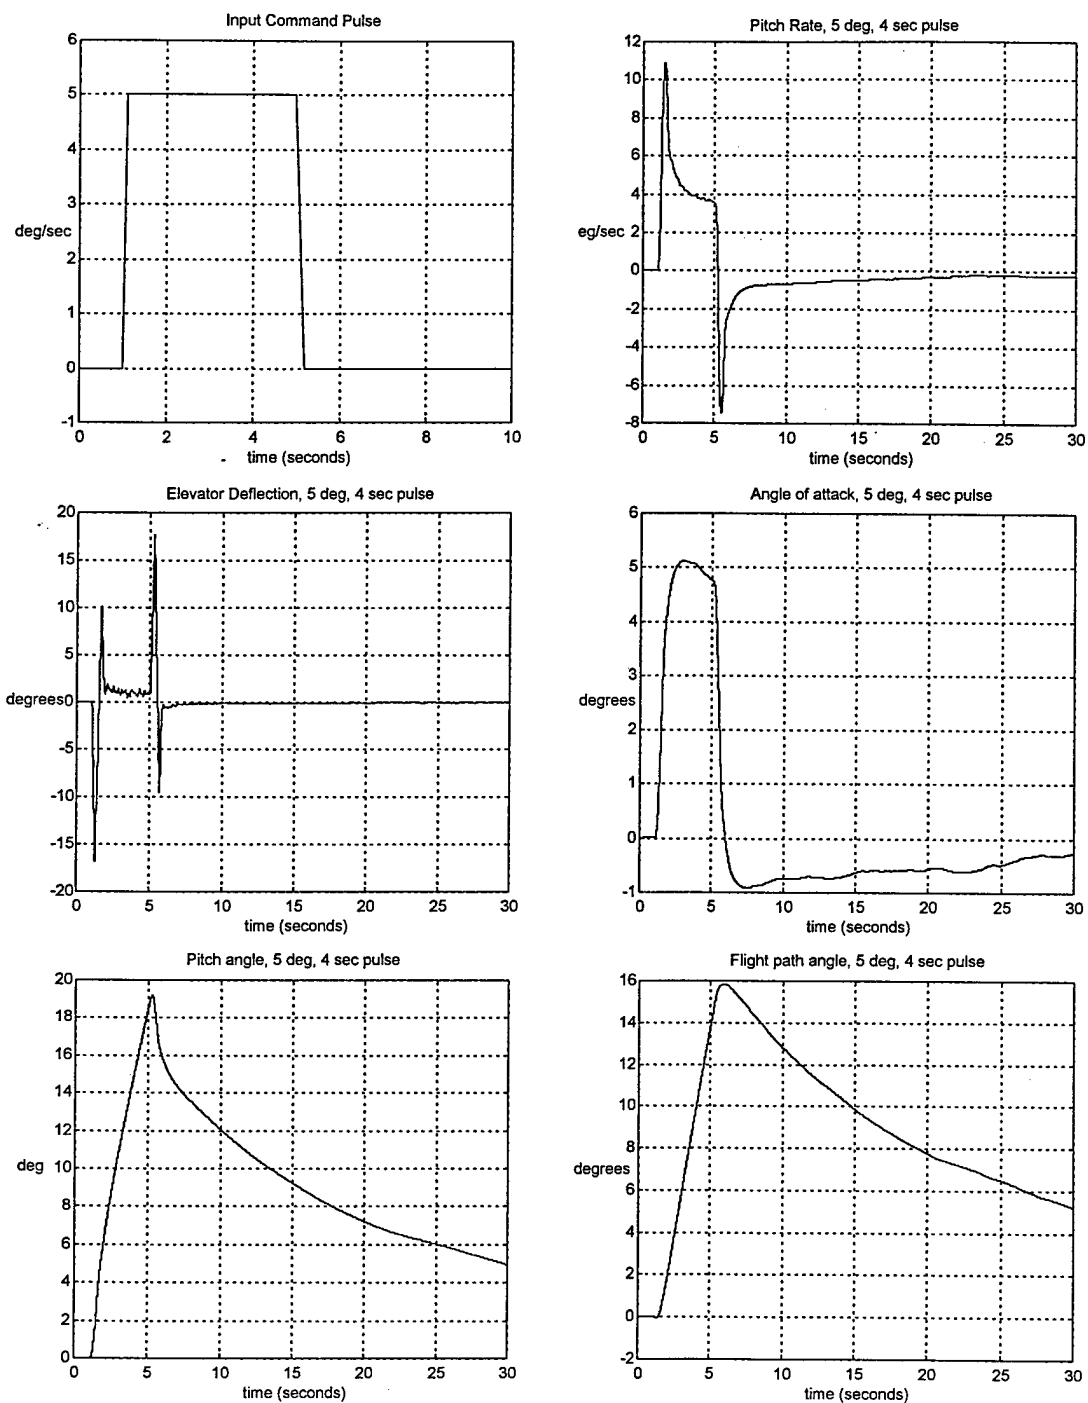 Input Command Pulse
6
5
4
3
deg/sec
2
1
0
-1
0 2 4 6 8 10
time (seconds)
Pitch Rate, 5 deg, 4 sec pulse
12
10
8
6
4
eg/sec 2
0
-2
-4
-6
-8
0 5 10 15 20 25 30
time (seconds)
Elevator Deflection, 5 deg, 4 sec pulse
20
15
10
5
degrees0
-5
-10
-15
-20
0 5 10 15 20 25 30
time (seconds)
Angle of attack, 5 deg, 4 sec pulse
6
5
4
3
degrees
2
1
0
-1
0 5 10 15 20 25 30
time (seconds)
Pitch angle, 5 deg, 4 sec pulse
20
18
16
14
12
deg 10
8
6
4
2
0
0 5 10 15 20 25 30
time (seconds)
Flight path angle, 5 deg, 4 sec pulse
16
14
12
10
8
degrees
6
4
2
0
-2
0 5 10 15 20 25 30
time (seconds)